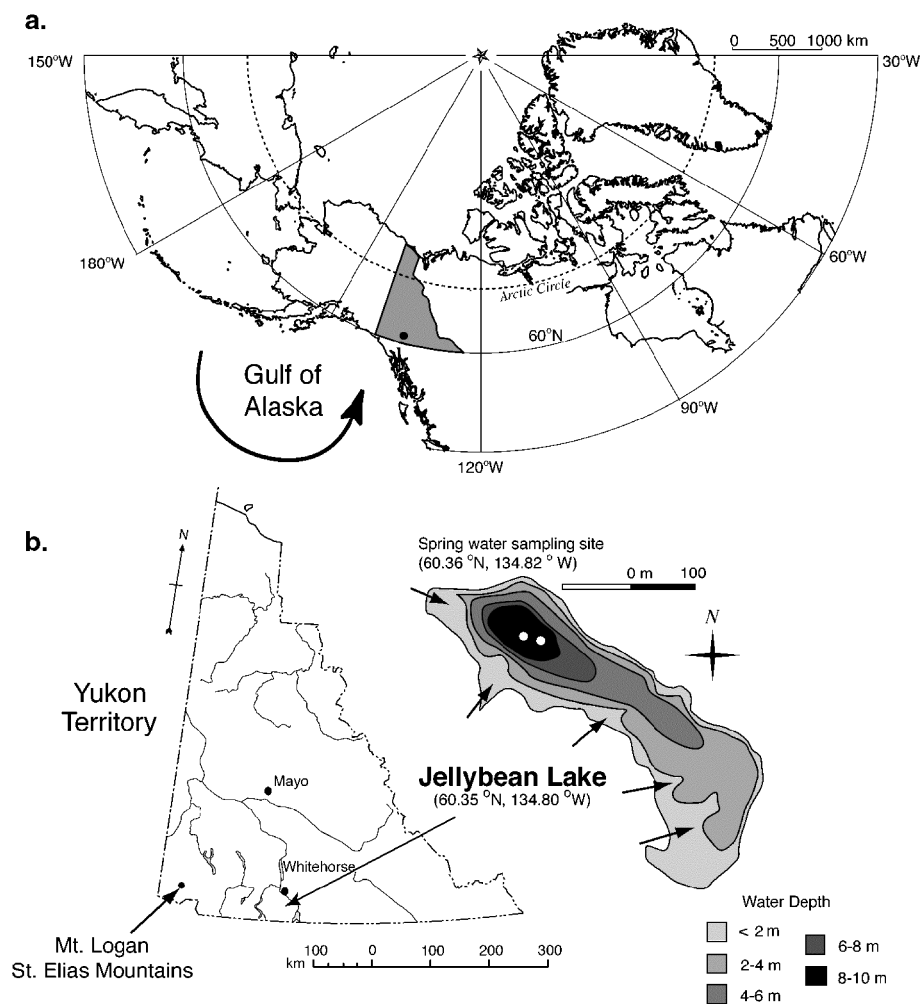 a.
0 500 1000 km
150°W
30°W
180°W
60°W
Arctic Circle
60°N
Gulf of
Alaska
90°W
120°W
b.
N
Spring water sampling site
(60.36 °N, 134.82 ° W)
0 m 100
N
Yukon
Territory
Jellybean Lake
(60.35 °N, 134.80 °W)
Mayo
Whitehorse
Mt. Logan
St. Elias Mountains
100 0 100 200 300
km
Water Depth
< 2 m
2-4 m
4-6 m
6-8 m
8-10 m